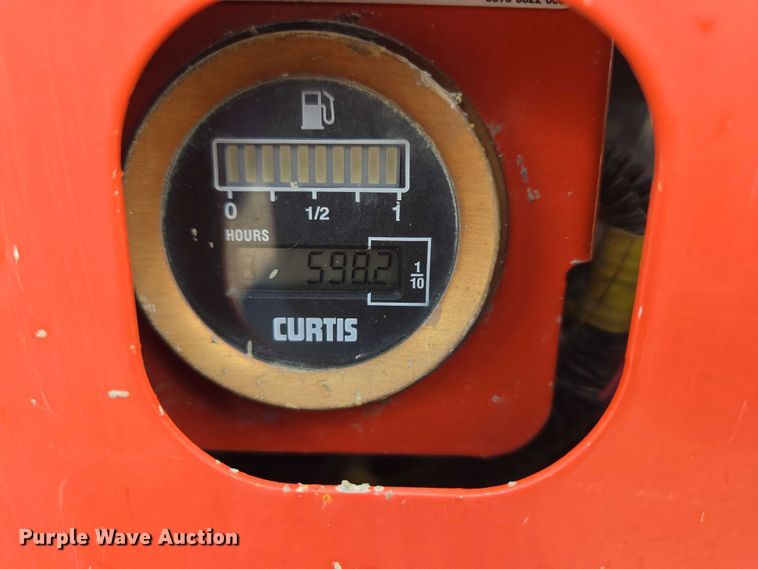 0 1/2 1
HOURS
5982
1/10
CURTIS
Purple Wave Auction